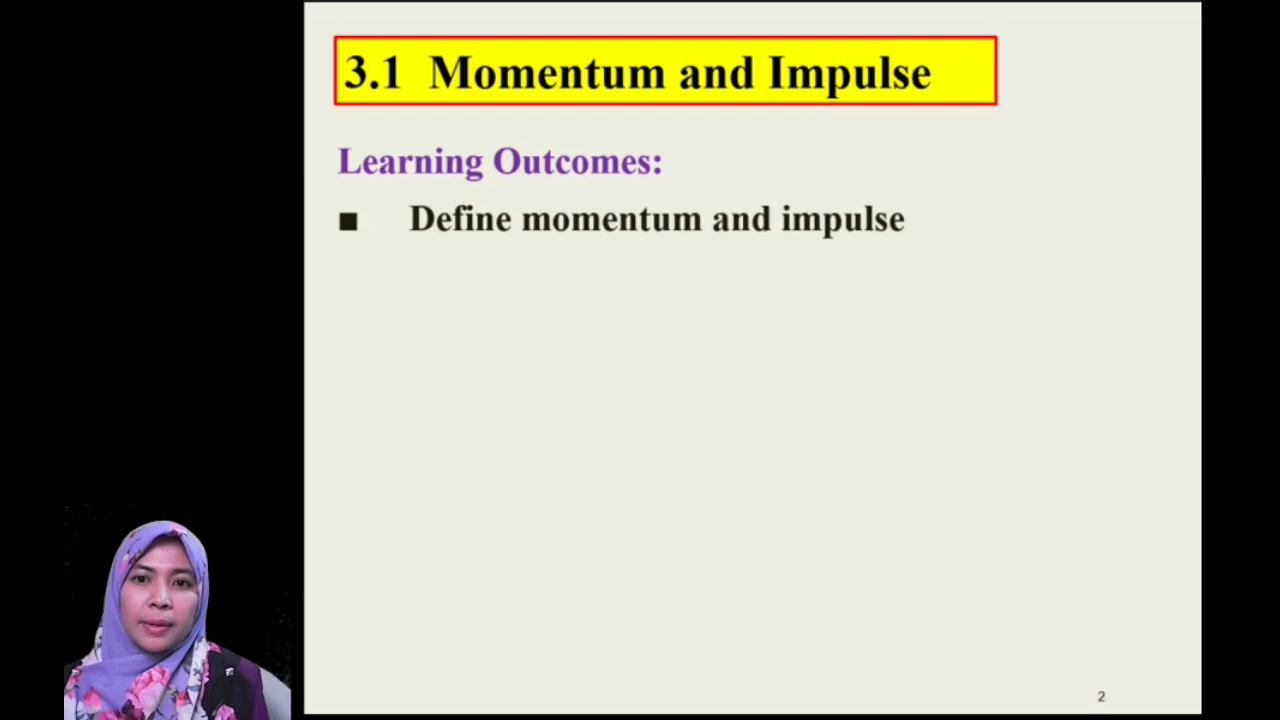 3.1 Momentum and Impulse
Learning Outcomes:
■ Define momentum and impulse
2